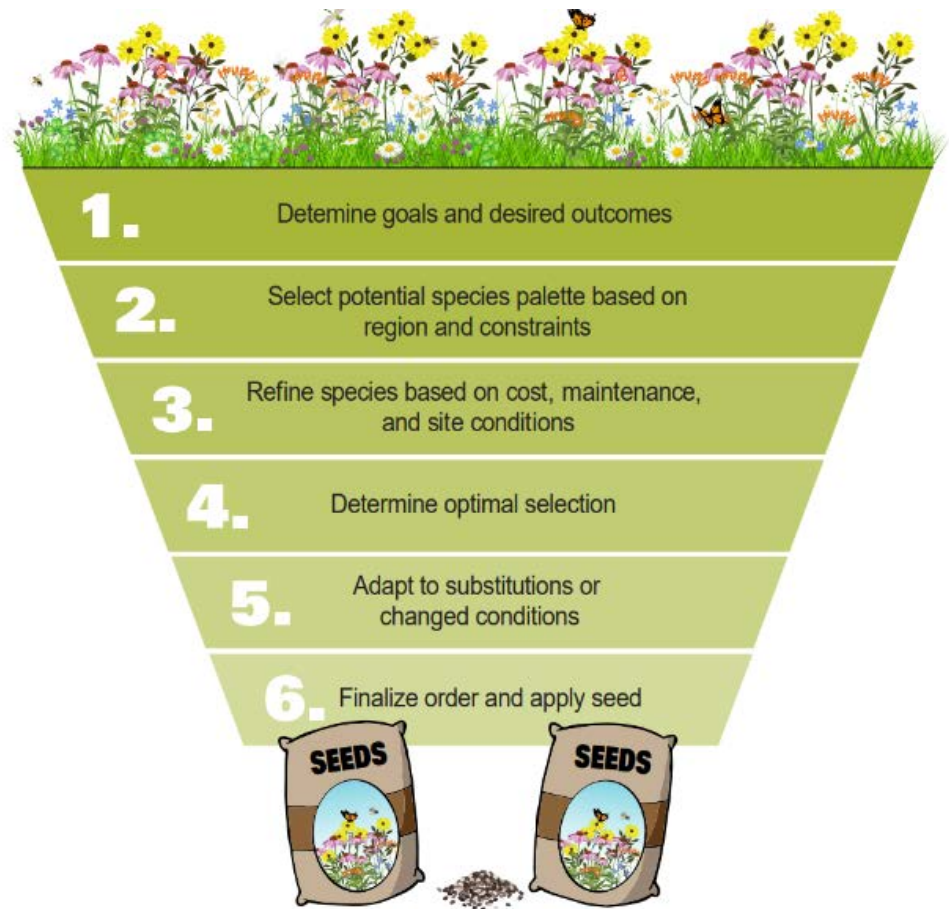 1.
Detemine goals and desired outcomes
2.
Select potential species palette based on
region and constraints
3.
Refine species based on cost, maintenance,
and site conditions
4.
Determine optimal selection
5.
Adapt to substitutions or
changed conditions
6.
Finalize order and apply seed
SEEDS
SEEDS